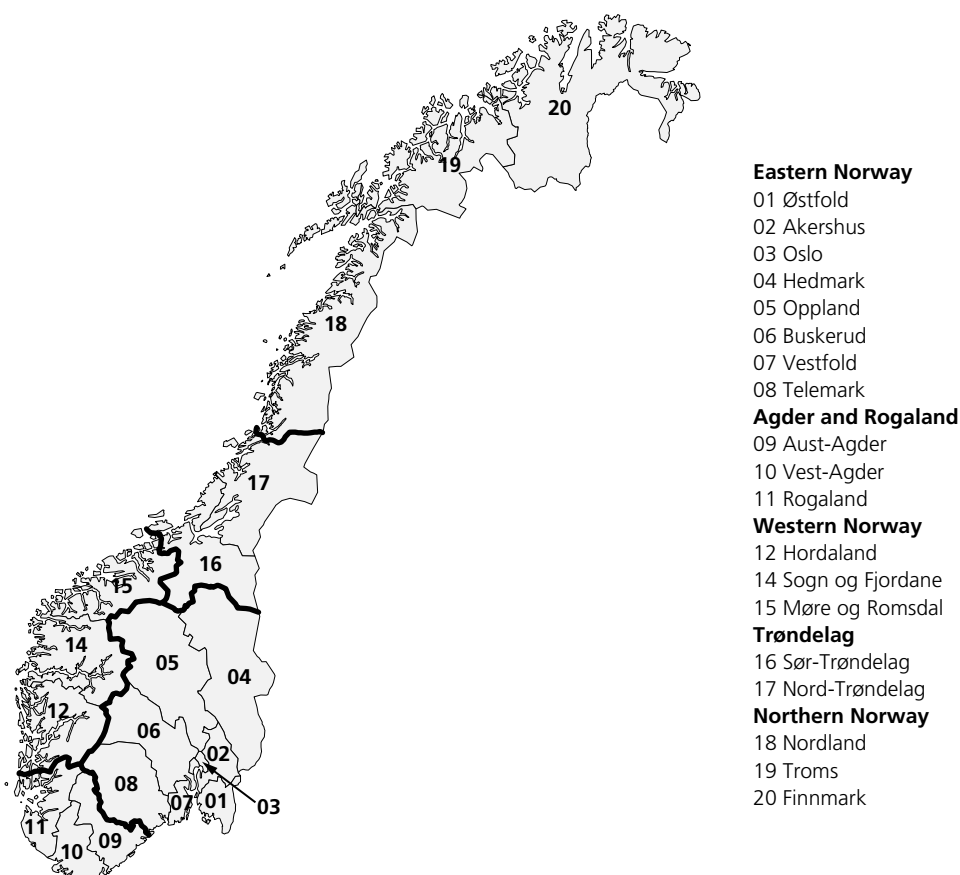 20
19
18
17
16
15
14
05
04
12
06
02
08
07
01
03
11
09
10
Eastern Norway
01 Østfold
02 Akershus
03 Oslo
04 Hedmark
05 Oppland
06 Buskerud
07 Vestfold
08 Telemark
Agder and Rogaland
09 Aust-Agder
10 Vest-Agder
11 Rogaland
Western Norway
12 Hordaland
14 Sogn og Fjordane
15 Møre og Romsdal
Trøndelag
16 Sør-Trøndelag
17 Nord-Trøndelag
Northern Norway
18 Nordland
19 Troms
20 Finnmark